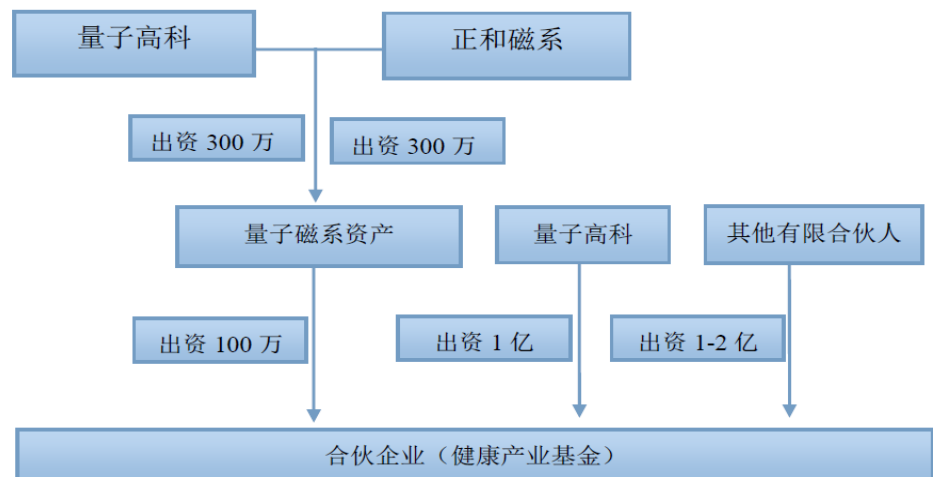 量子高科
正和磁系
出资 300 万
出资 300 万
量子磁系资产
量子高科
其他有限合伙人
出资 100 万
出资 1 亿
出资 1-2 亿
合伙企业（健康产业基金）